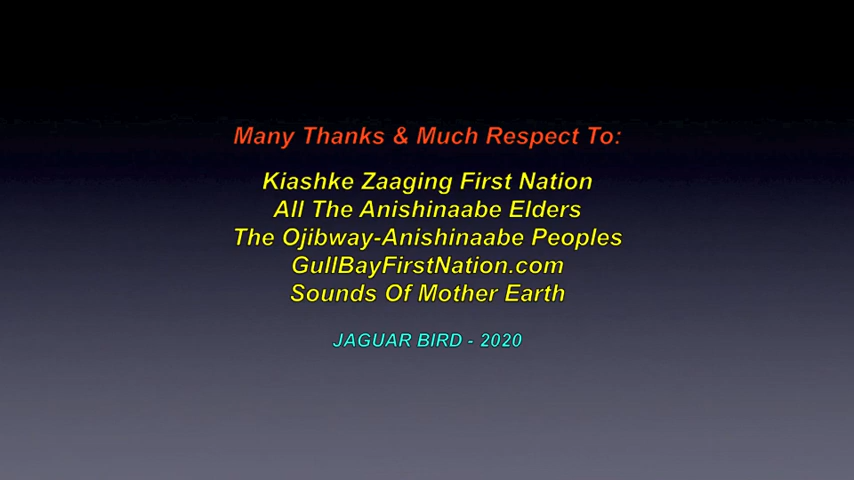 Many Thanks & Much Respect To:
Kiashke Zaaging First Nation
All The Anishinaabe Elders
The Ojibway-Anishinaabe Peoples
GullBayFirstNation.com
Sounds Of Mother Earth
JAGUAR BIRD - 2020